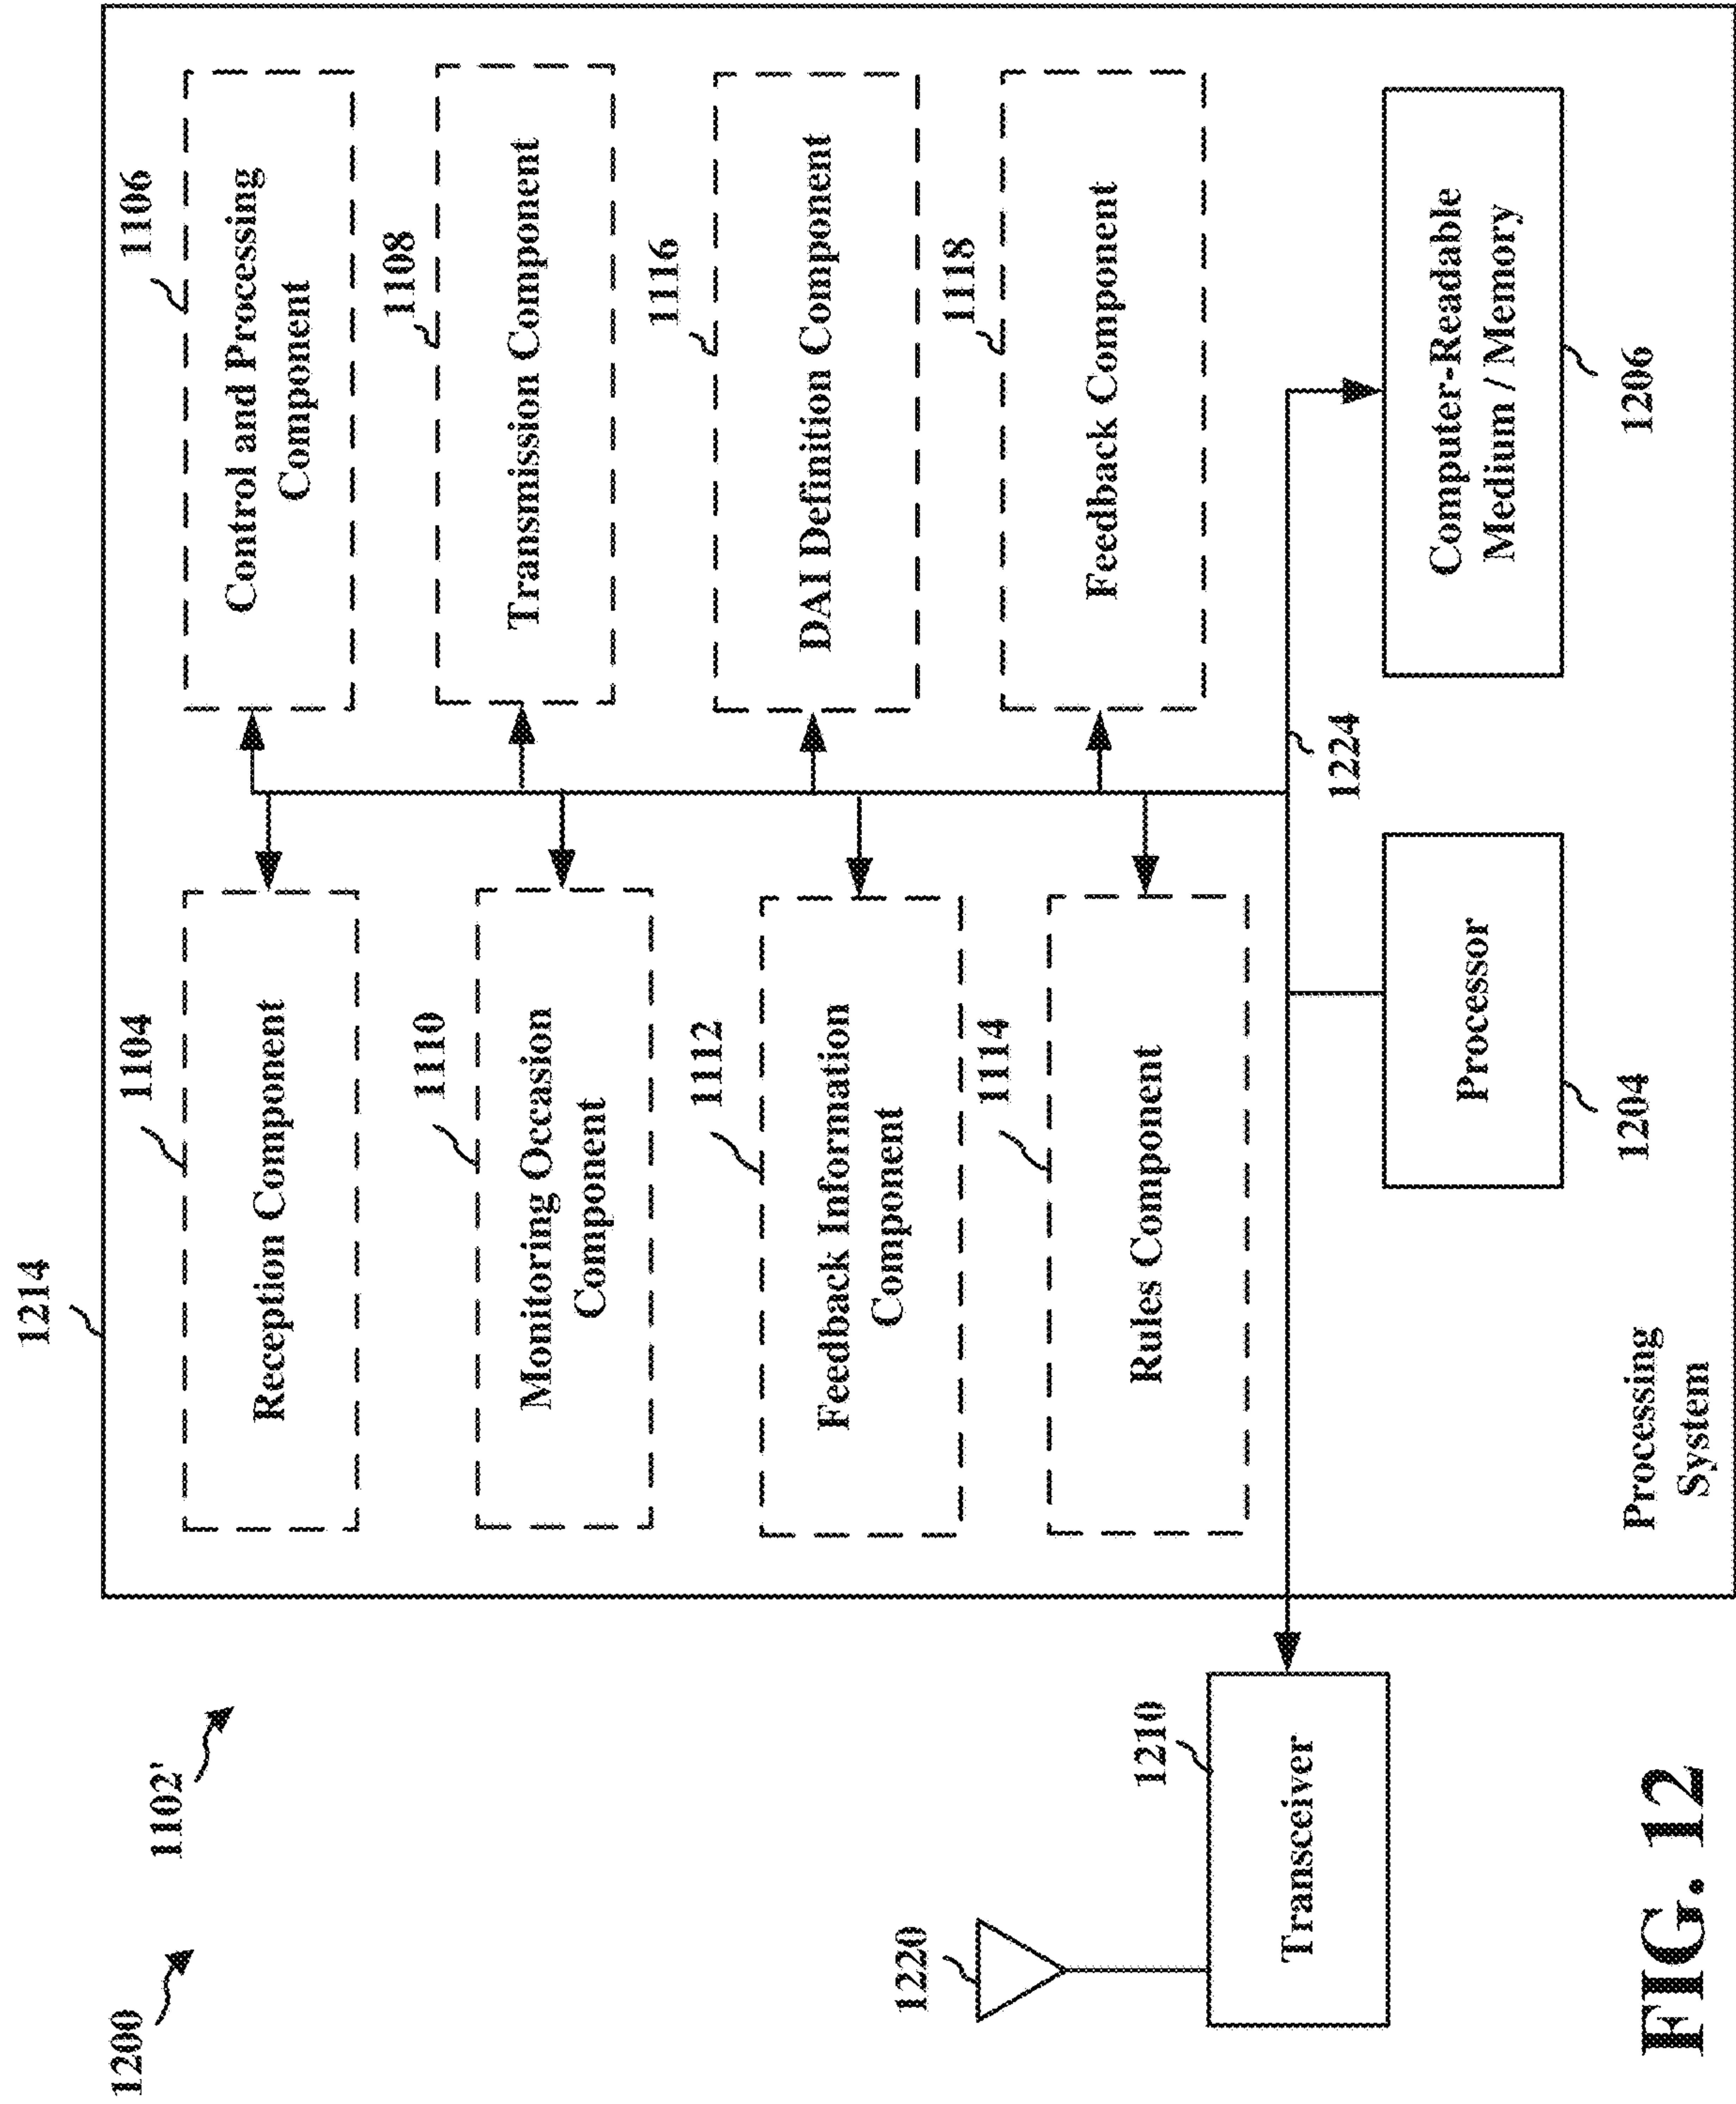 1200
1102'
1214
1104
Reception Component
1106
Control and Processing
Component
1110
Monitoring Occasion
Component
1108
Transmission Component
1112
Feedback Information
Component
1116
DAI Definition Component
1114
Rules Component
1118
Feedback Component
1220
1210
Transceiver
1224
Processor
1204
Computer-Readable
Medium / Memory
1206
Processing
System
FIG. 12